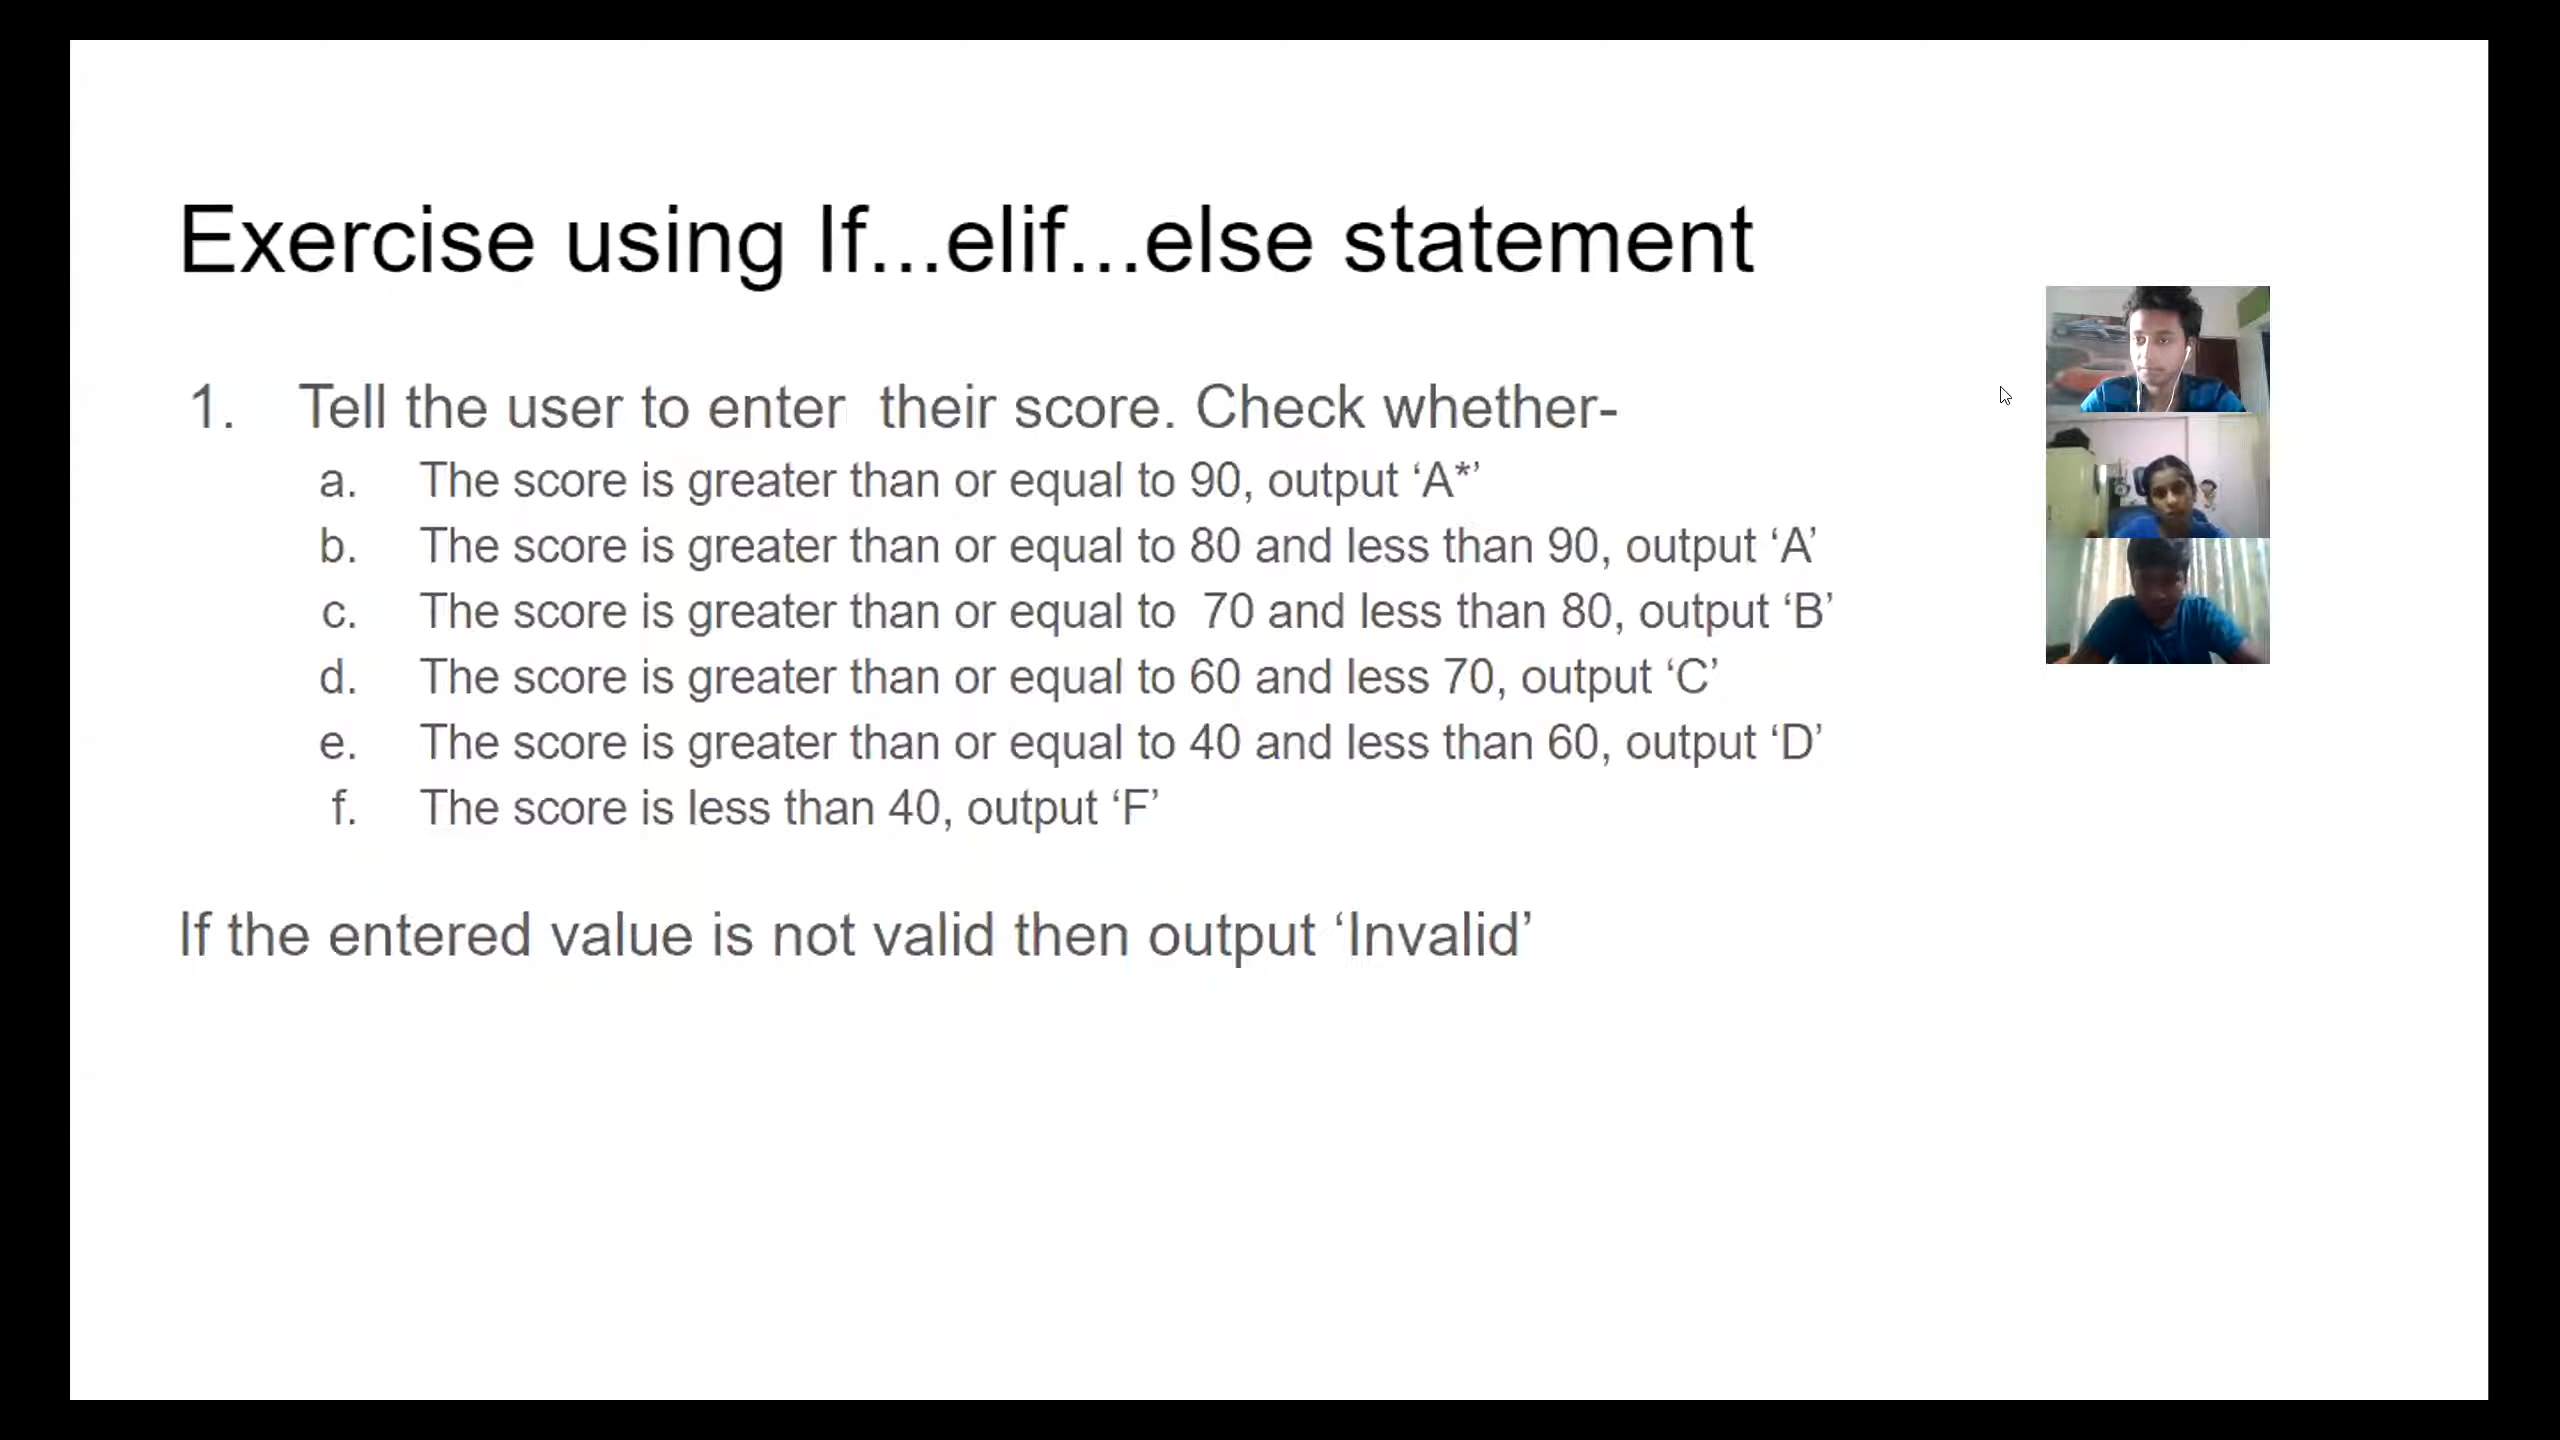 Exercise using If...elif...else statement
1. Tell the user to enter  their score. Check whether-
a. The score is greater than or equal to 90, output ‘A*’
b. The score is greater than or equal to 80 and less than 90, output ‘A’
c. The score is greater than or equal to  70 and less than 80, output ‘B’
d. The score is greater than or equal to 60 and less 70, output ‘C’
e. The score is greater than or equal to 40 and less than 60, output ‘D’
f. The score is less than 40, output ‘F’
If the entered value is not valid then output ‘Invalid’